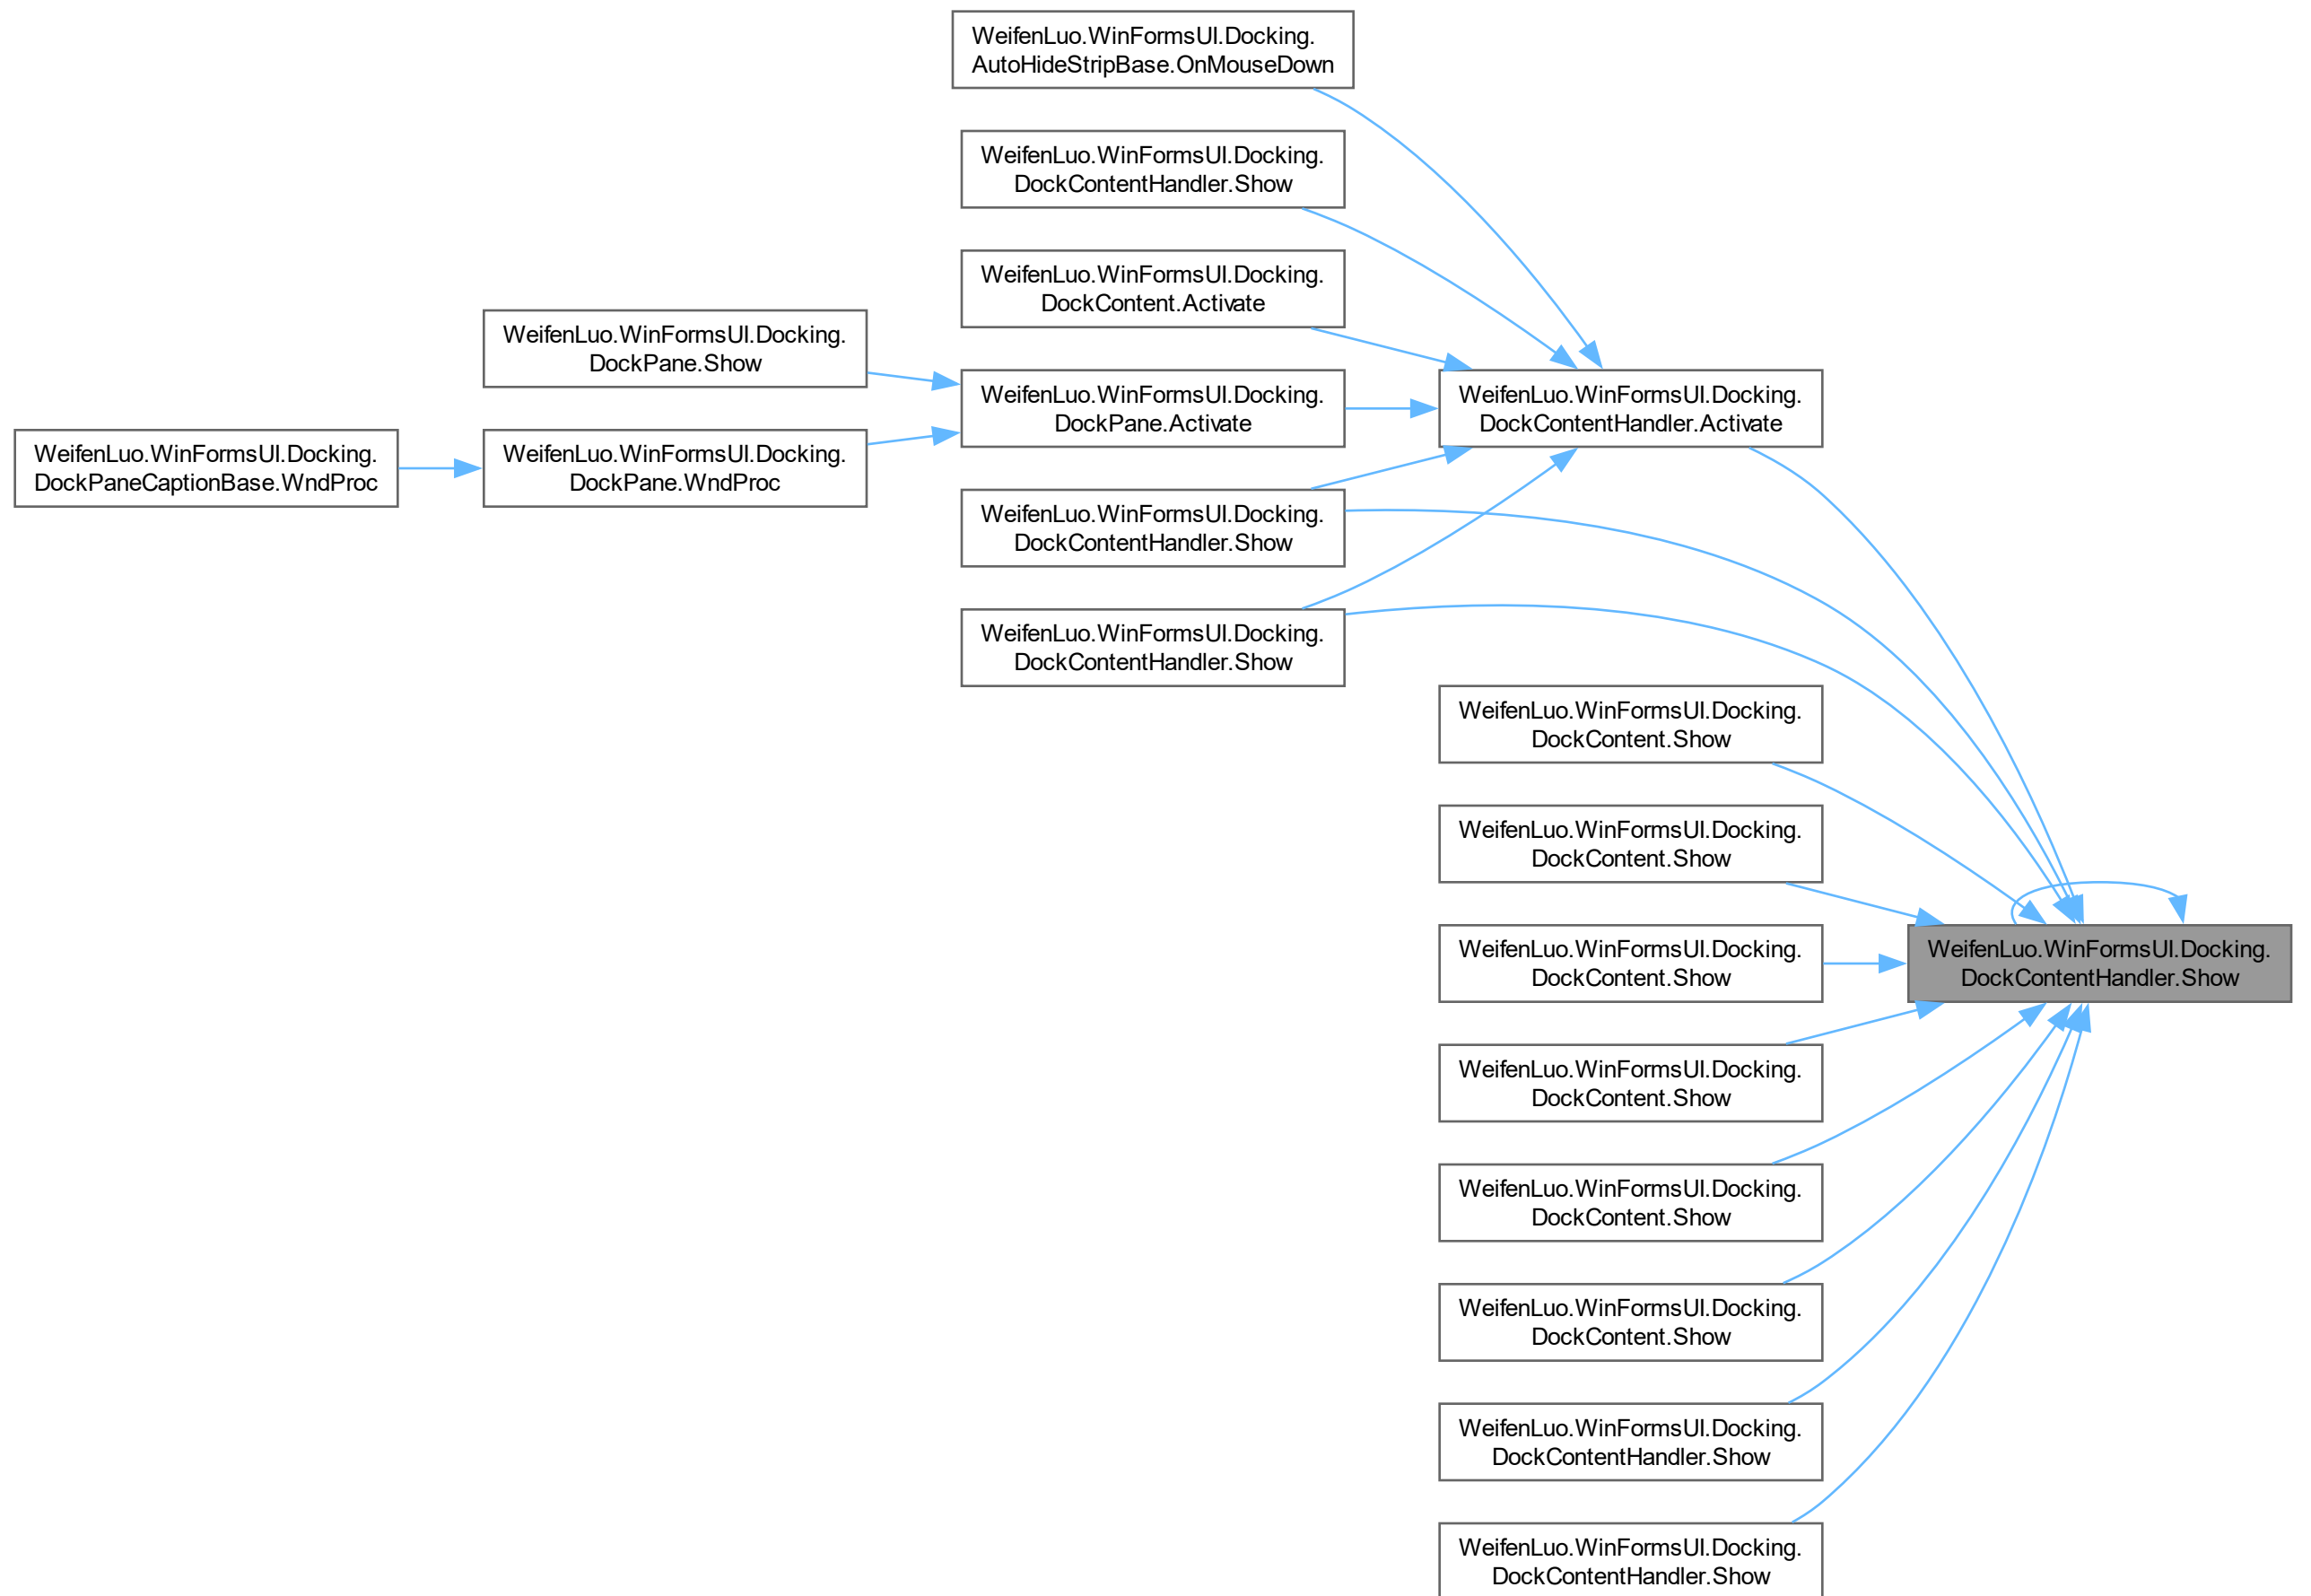 WeifenLuo.WinFormsUI.Docking.
AutoHideStripBase.OnMouseDown
WeifenLuo.WinFormsUI.Docking.
DockContentHandler.Show
WeifenLuo.WinFormsUI.Docking.
DockContent.Activate
WeifenLuo.WinFormsUI.Docking.
DockPane.Show
WeifenLuo.WinFormsUI.Docking.
DockPane.Activate
WeifenLuo.WinFormsUI.Docking.
DockContentHandler.Activate
WeifenLuo.WinFormsUI.Docking.
DockPaneCaptionBase.WndProc
WeifenLuo.WinFormsUI.Docking.
DockPane.WndProc
WeifenLuo.WinFormsUI.Docking.
DockContentHandler.Show
WeifenLuo.WinFormsUI.Docking.
DockContentHandler.Show
WeifenLuo.WinFormsUI.Docking.
DockContent.Show
WeifenLuo.WinFormsUI.Docking.
DockContent.Show
WeifenLuo.WinFormsUI.Docking.
DockContent.Show
WeifenLuo.WinFormsUI.Docking.
DockContentHandler.Show
WeifenLuo.WinFormsUI.Docking.
DockContent.Show
WeifenLuo.WinFormsUI.Docking.
DockContent.Show
WeifenLuo.WinFormsUI.Docking.
DockContent.Show
WeifenLuo.WinFormsUI.Docking.
DockContentHandler.Show
WeifenLuo.WinFormsUI.Docking.
DockContentHandler.Show